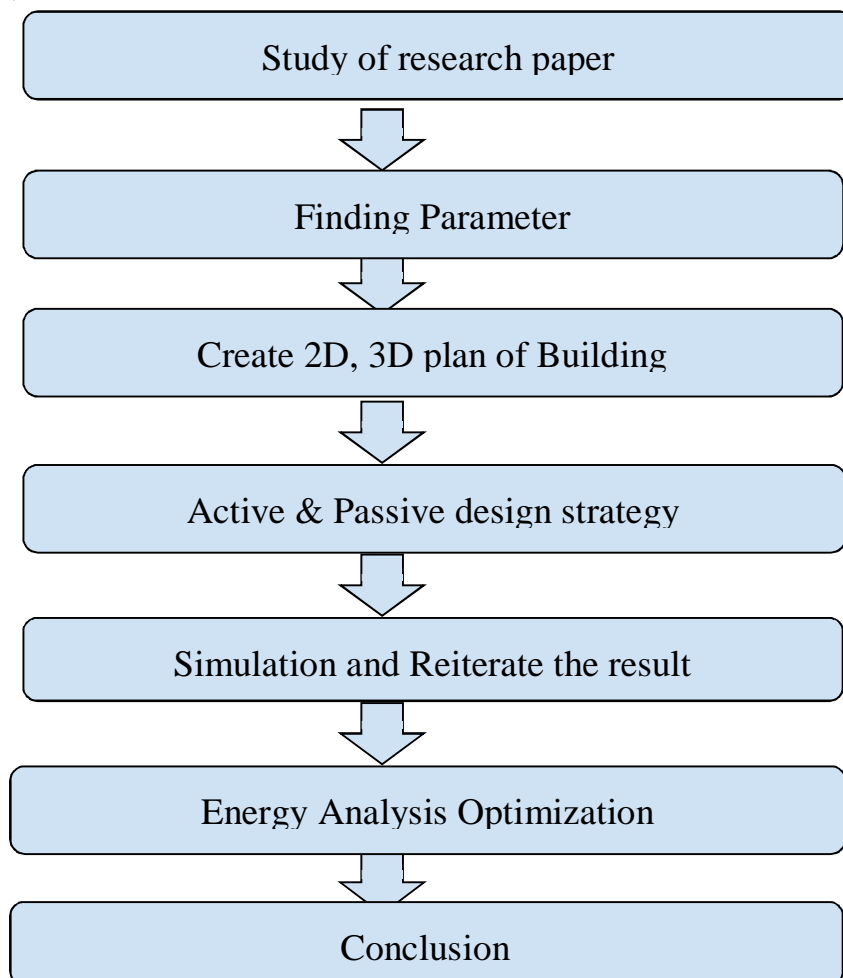 Study of research paper
Finding Parameter
Create 2D, 3D plan of Building
Active & Passive design strategy
Simulation and Reiterate the result
Energy Analysis Optimization
Conclusion